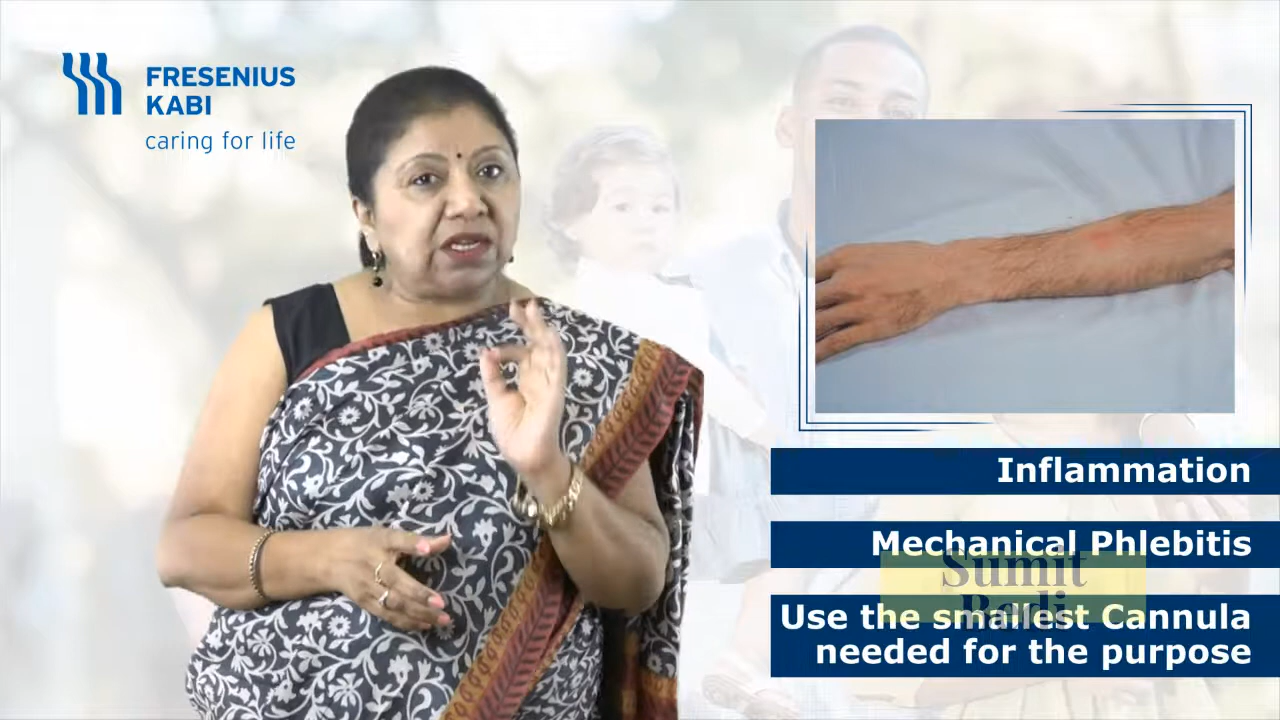 FRESENIUS
KABI
caring for life
Inflammation
Mechanical Phlebitis
Sumit
Use the smallest Cannula
needed for the purpose